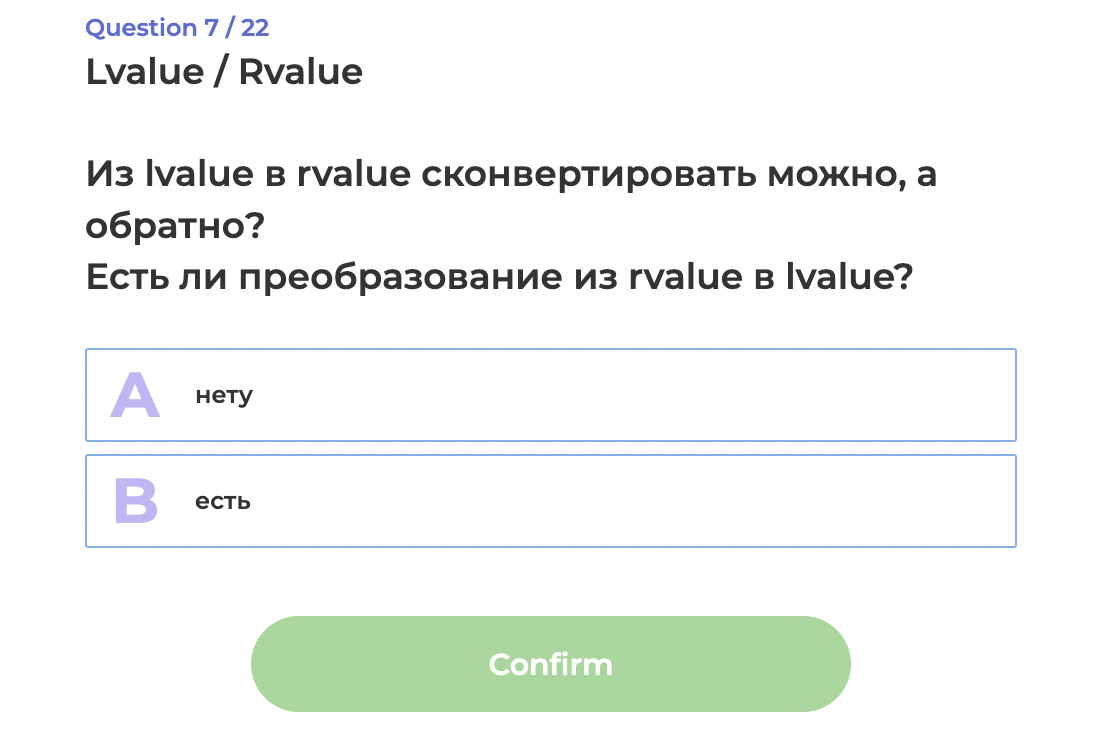 Question 7 / 22
Lvalue / Rvalue
Из lvalue в rvalue сконвертировать можно, а
обратно?
Есть ли преобразование из rvalue в lvalue?
A нету
B есть
Confirm